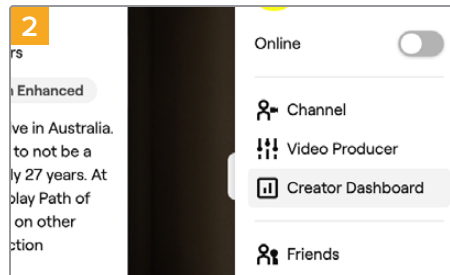 2
rs
Enhanced
ve in Australia.
to not be a
ly 27 years. At
play Path of
on other
ction
Online
Channel
Video Producer
Creator Dashboard
Friends